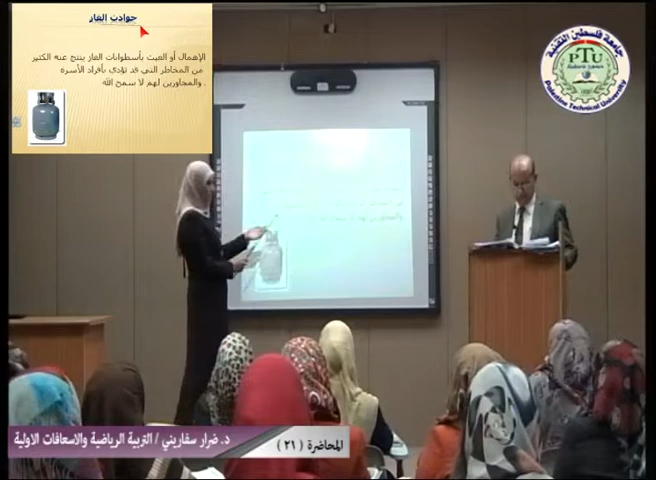 حوادث الغاز
الإهمال أو العبث بأسطوانات الغاز ينتج عنه الكثير
من المخاطر التي قد تؤدي بأفراد الأسره
والمجاورين لهم لا سمح الله .
جامعة فلسطين التقنية
PTU
Palestine Technical University
د. ضرار سفاريني / التربية الرياضية والاسعافات الاولية
المحاضرة ( ٢١ )